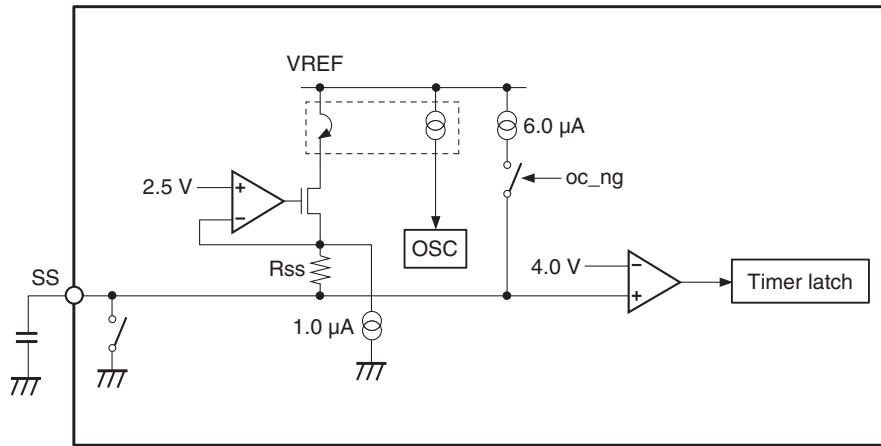 VREF
6.0 µA
2.5 V
+
−
oc_ng
OSC
SS
Rss
4.0 V
−
+
Timer latch
1.0 µA